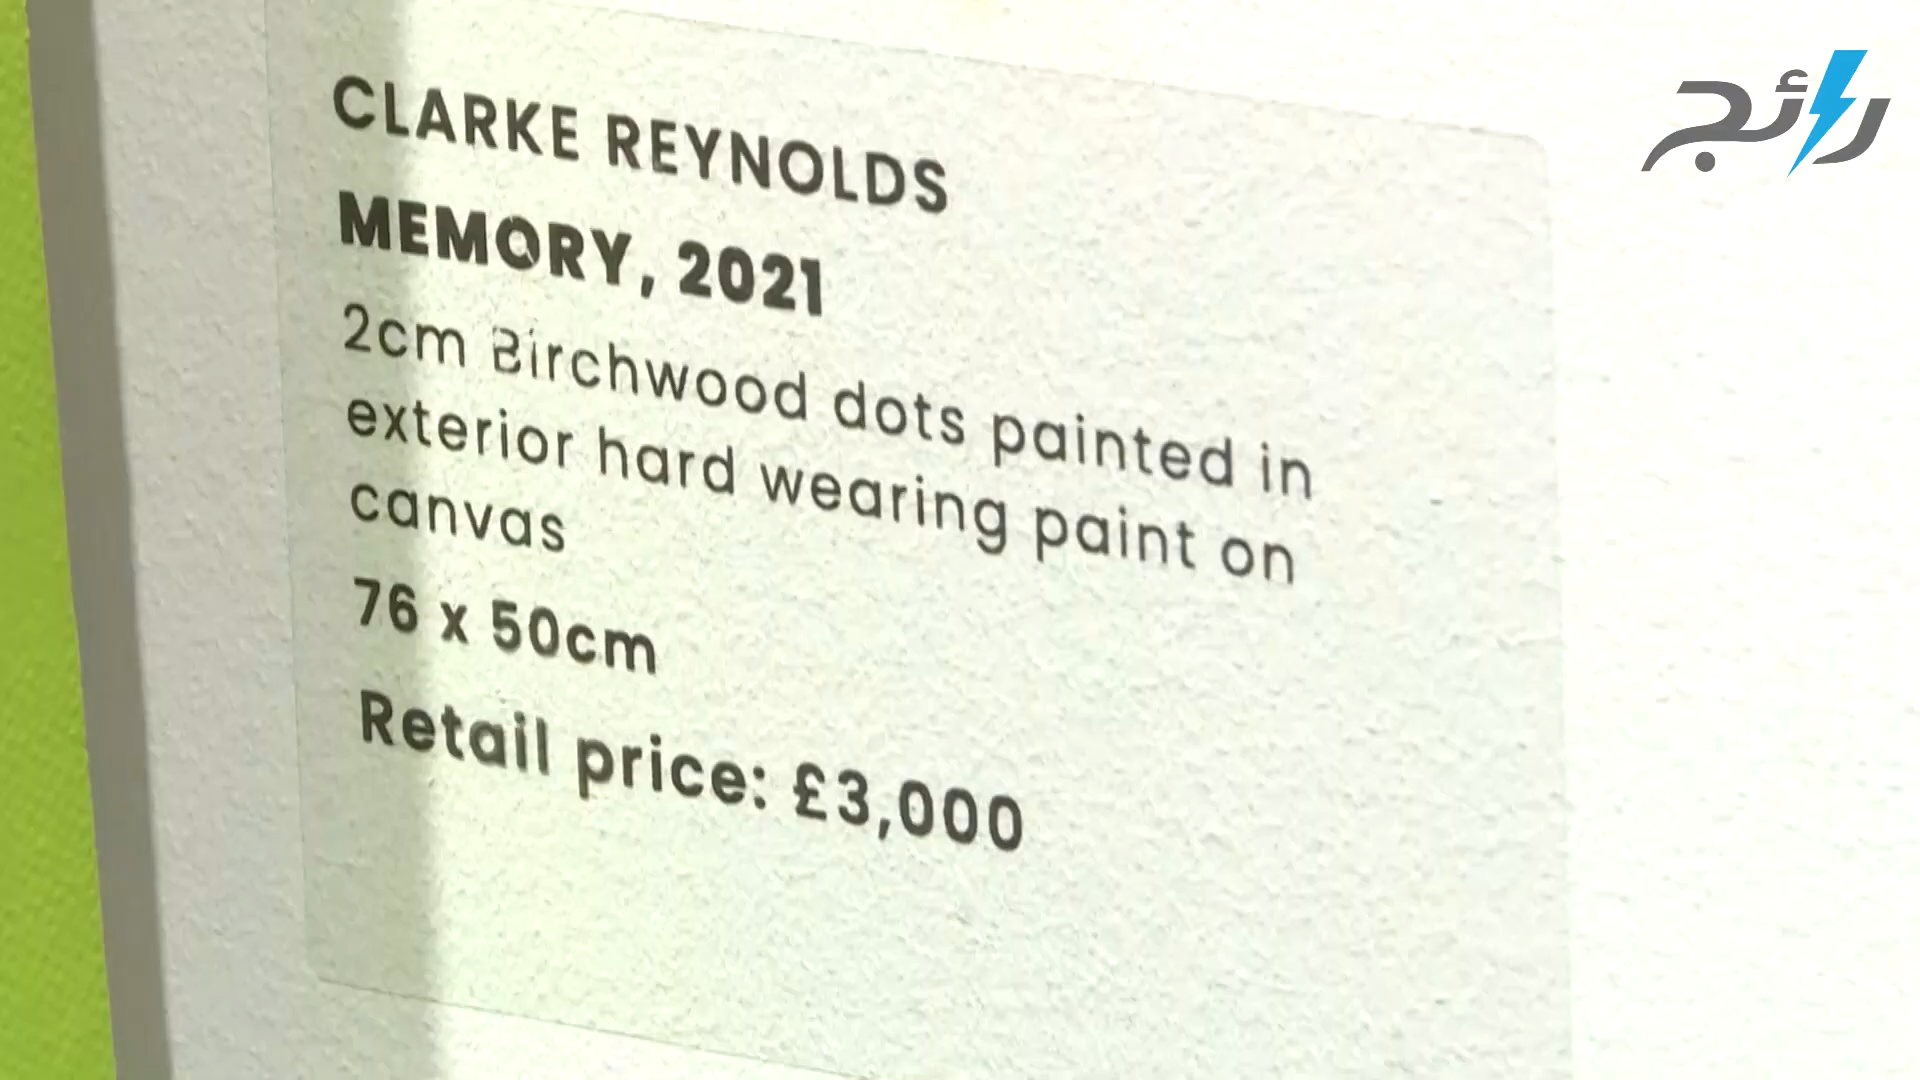 رائج
CLARKE REYNOLDS
MEMORY, 2021
2cm Birchwood dots painted in
exterior hard wearing paint on
canvas
76 x 50cm
Retail price: £3,000